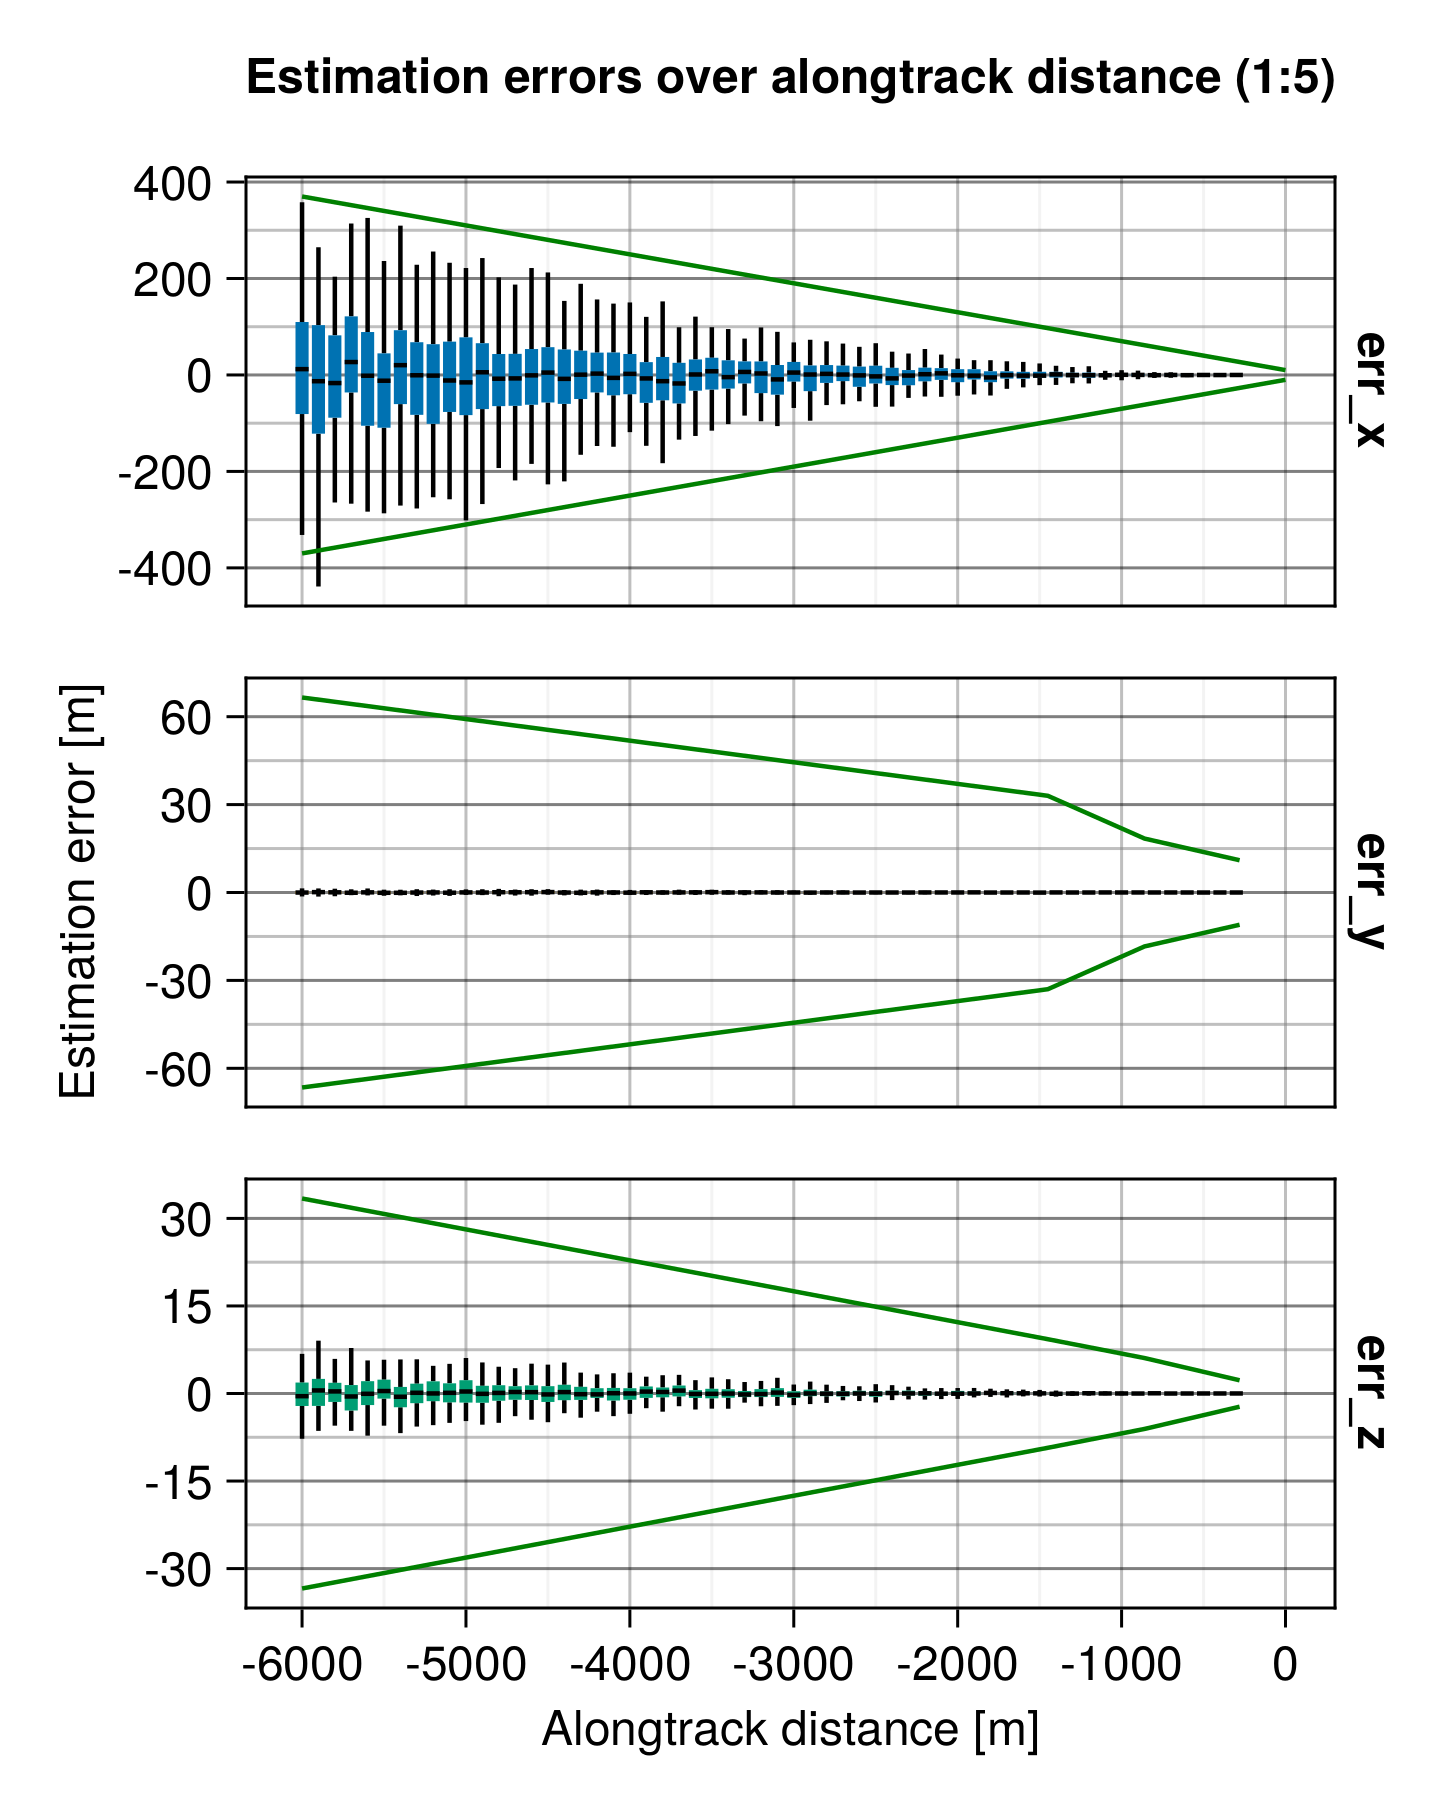 Estimation errors over alongtrack distance (1:5)
400
200
0
-200
-400
err_x
Estimation error [m]
60
30
0
-30
-60
err_y
30
15
0
-15
-30
err_z
-6000 -5000 -4000 -3000 -2000 -1000 0
Alongtrack distance [m]